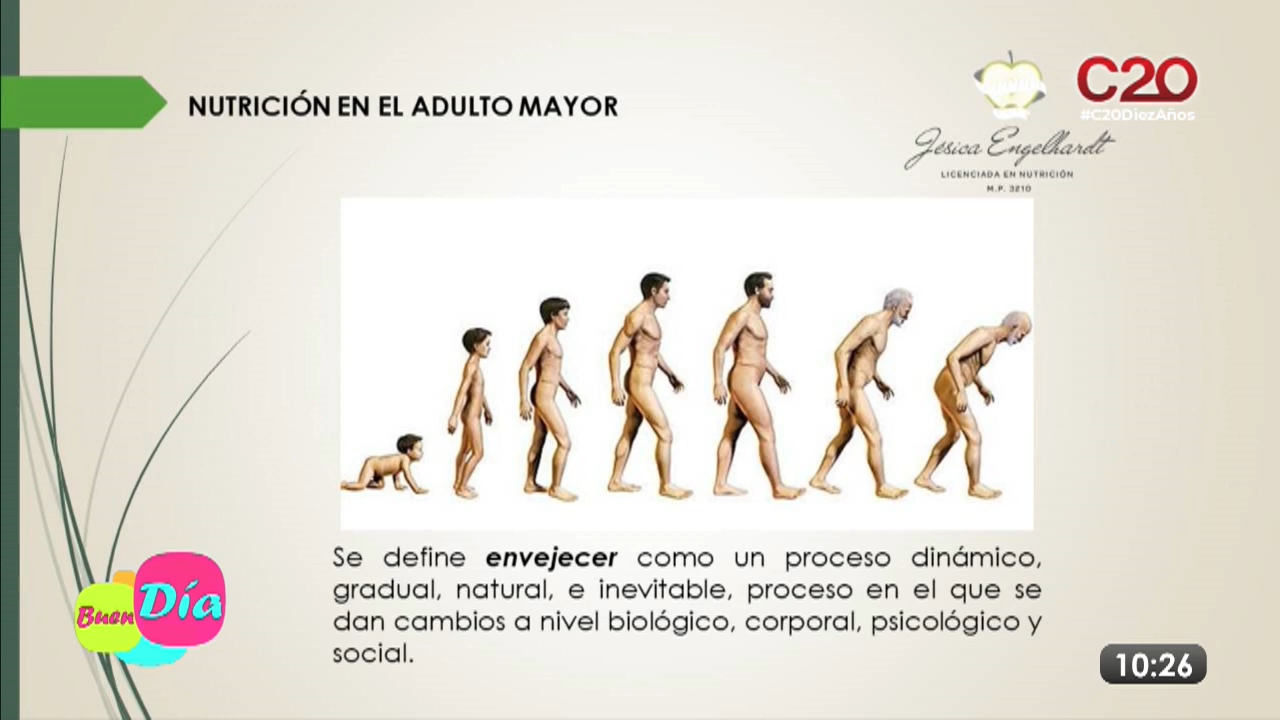 NUTRICIÓN EN EL ADULTO MAYOR
C20
#C20DiezAños
Jésica Engelhardt
LICENCIADA EN NUTRICIÓN
M.P. 3210
Se define envejecer como un proceso dinámico,
gradual, natural, e inevitable, proceso en el que se
dan cambios a nivel biológico, corporal, psicológico y
social.
Buen Día
10:26